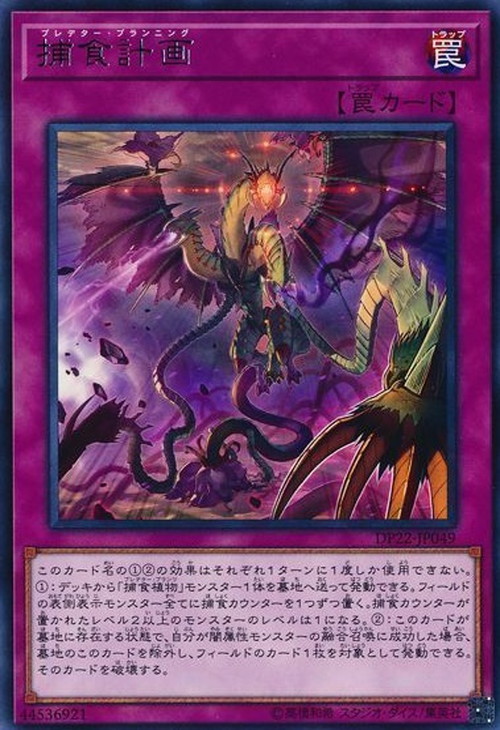 プレデター・プランニング
捕食計画
トラップ
罠
【罠カード】
DP22-JP049
このカード名の①②の効果はそれぞれ1ターンに1度しか使用できない。
①:デッキから「捕食植物」モンスター1体を墓地へ送って発動できる。フィールド
の表側表示モンスター全てに捕食カウンターを1つずつ置く。捕食カウンターが
置かれたレベル2以上のモンスターのレベルは1になる。②:このカードが
墓地に存在する状態で、自分が闇属性モンスターの融合召喚に成功した場合、
墓地のこのカードを除外し、フィールドのカード1枚を対象として発動できる。
そのカードを破壊する。
44536921
©高橋和希 スタジオ・ダイス/集英社